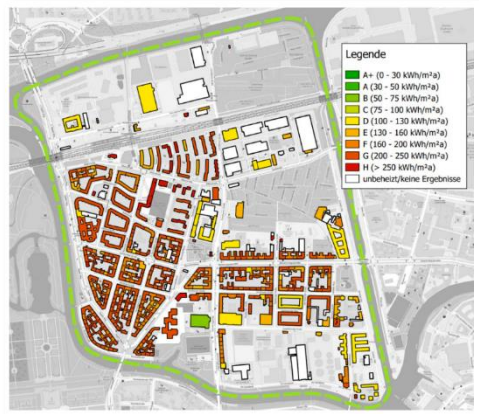 Legende
A+ (0 - 30 kWh/m²a)
A (30 - 50 kWh/m²a)
B (50 - 75 kWh/m²a)
C (75 - 100 kWh/m²a)
D (100 - 130 kWh/m²a)
E (130 - 160 kWh/m²a)
F (160 - 200 kWh/m²a)
G (200 - 250 kWh/m²a)
H (> 250 kWh/m²a)
unbeheizt/keine Ergebnisse